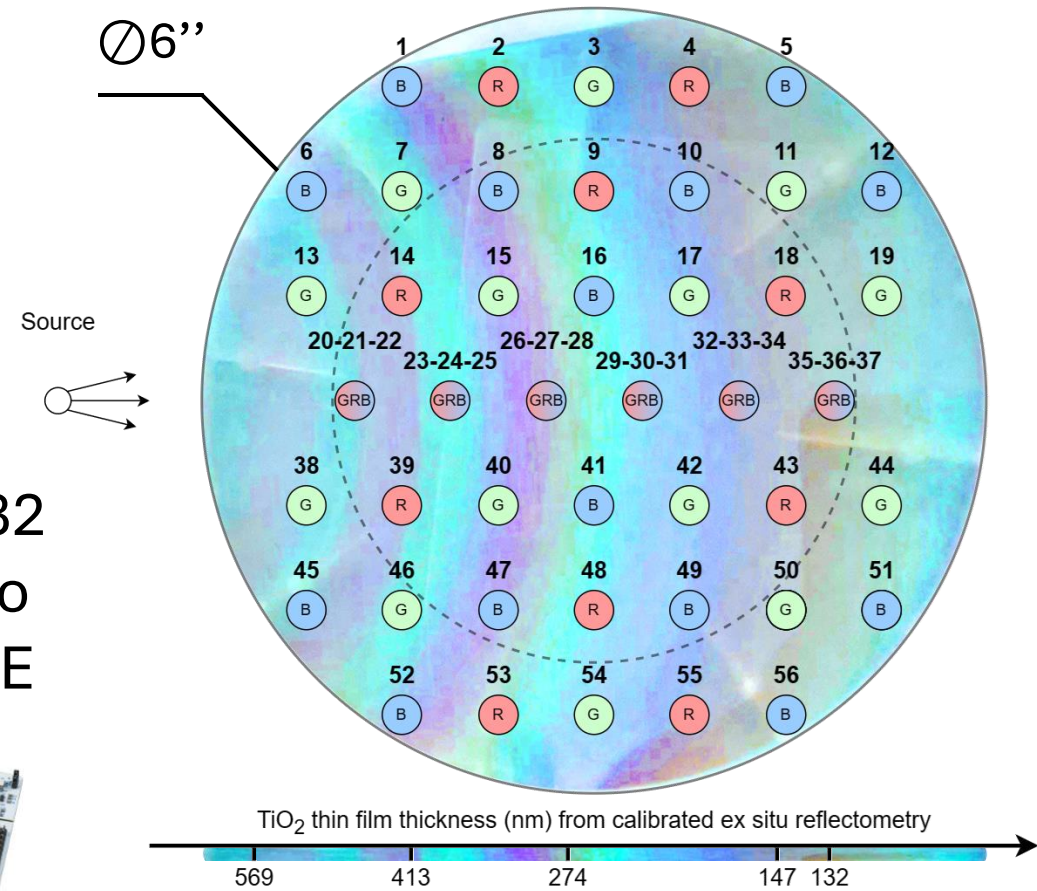 ∅6’’
1 2 3 4 5
B R G R B
6 7 8 9 10 11 12
B G B R B G B
13 14 15 16 17 18 19
G R G B G R G
Source
20-21-22 26-27-28 32-33-34
23-24-25 29-30-31 35-36-37
GRB GRB GRB GRB GRB GRB
38 39 40 41 42 43 44
G R G B G R G
45 46 47 48 49 50 51
B G B R B G B
52 53 54 55 56
B R G R B
TiO2 thin film thickness (nm) from calibrated ex situ reflectometry
569 413 274 147 132